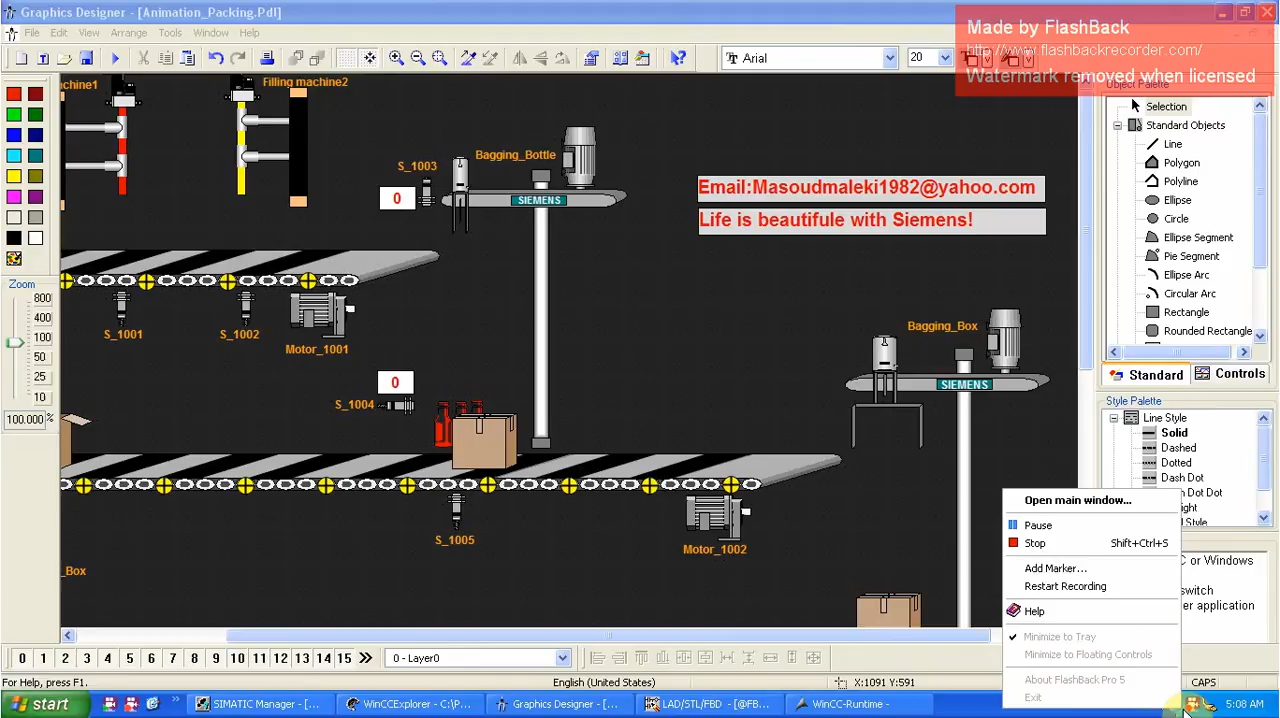 Graphics Designer - [Animation_Packing.Pdl]
Made by FlashBack
http://www.flashbackrecorder.com/
Watermark removed when licensed
File Edit View Arrange Tools Window Help
Arial
20
Object Palette
Selection
Standard Objects
Line
Polygon
Polyline
Ellipse
Circle
Ellipse Segment
Pie Segment
Ellipse Arc
Circular Arc
Rectangle
Rounded Rectangle
Standard
Controls
Style Palette
Line Style
Solid
Dashed
Dotted
Dash Dot
Zoom
800
400
100
50
25
10
100.000 %
chine1
Filling machine2
S_1003
Bagging_Bottle
0
SIEMENS
Email:Masoudmaleki1982@yahoo.com
Life is beautifule with Siemens!
S_1001
S_1002
Motor_1001
Bagging_Box
0
S_1004
SIEMENS
S_1005
Motor_1002
_Box
Open main window...
Pause
Stop Shift+Ctrl+S
Add Marker...
Restart Recording
Help
Minimize to Tray
Minimize to Floating Controls
About FlashBack Pro 5
Exit
C or Windows
switch
er application
0 1 2 3 4 5 6 7 8 9 10 11 12 13 14 15
0 - Layer0
For Help, press F1.
English (United States)
X:1091 Y:591
CAPS
start
SIMATIC Manager - [...
WinCCExplorer - C:\P...
Graphics Designer - [...
LAD/STL/FBD - [@FB...
WinCC-Runtime -
5:08 AM